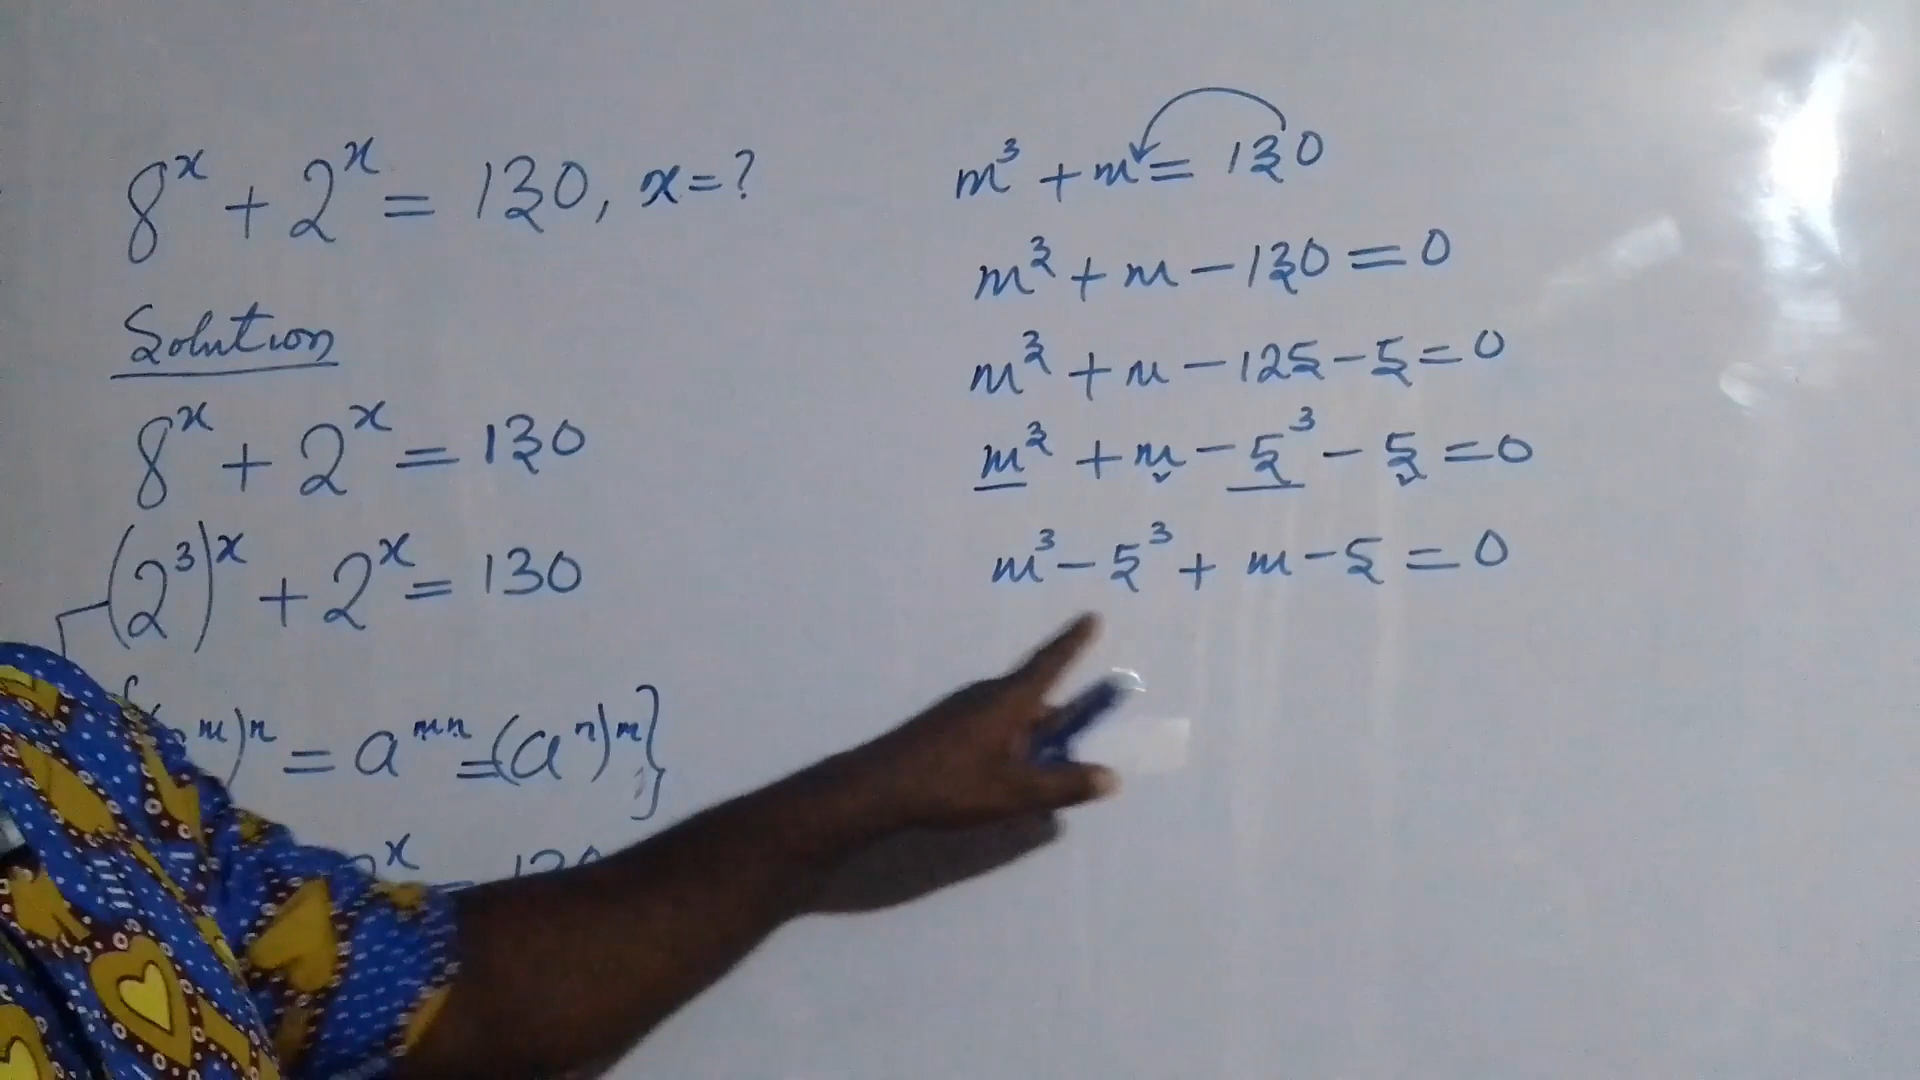 8^x + 2^x = 130, x = ?
Solution
8^x + 2^x = 130
(2^3)^x + 2^x = 130
^m)^n = a^mn = (a^n)^m}
^x = 130
m^3 + m = 130
m^3 + m - 130 = 0
m^3 + m - 125 - 5 = 0
m^3 + m - 5^3 - 5 = 0
m^3 - 5^3 + m - 5 = 0